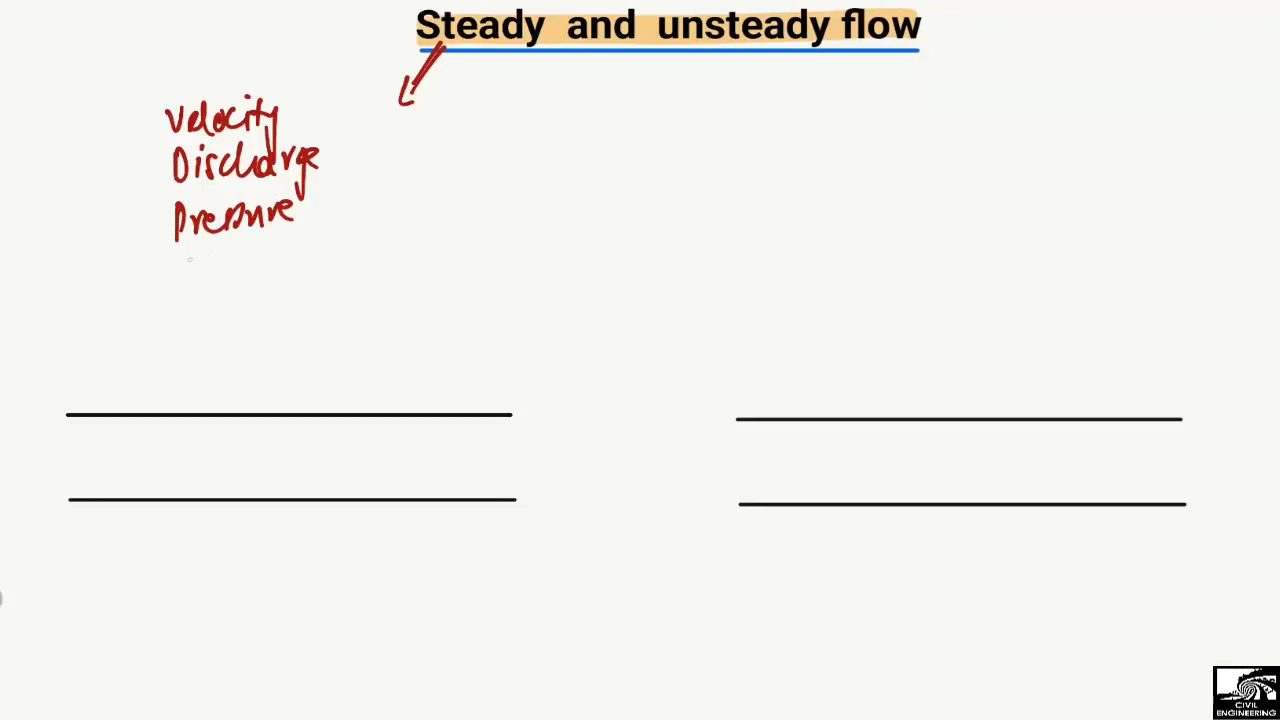 Steady and unsteady flow
Velocity
Discharge
Pressure
CIVIL
ENGINEERING